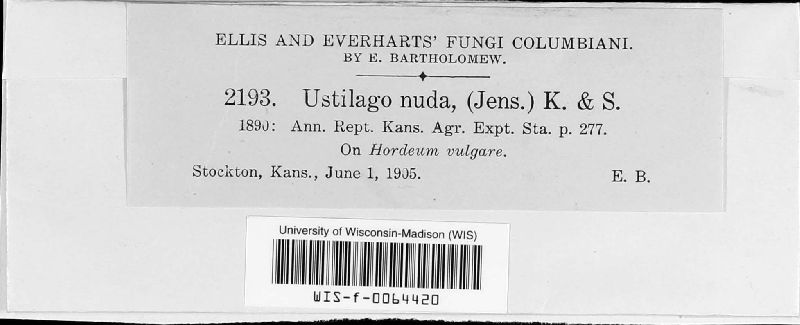 ELLIS AND EVERHARTS' FUNGI COLUMBIANI.
BY E. BARTHOLOMEW.
2193. Ustilago nuda, (Jens.) K. & S.
1890: Ann. Rept. Kans. Agr. Expt. Sta. p. 277.
On Hordeum vulgare.
Stockton, Kans., June 1, 1905. E. B.
University of Wisconsin-Madison (WIS)
WIS-f-0064420